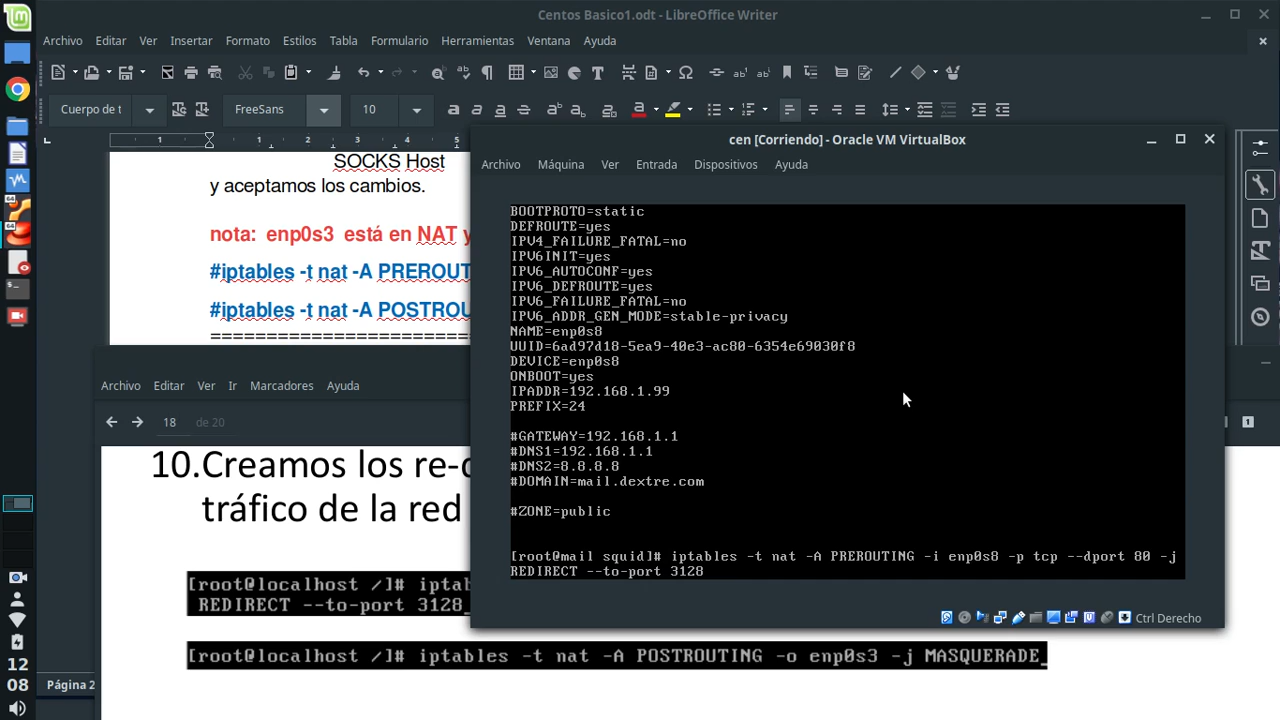 Centos Basico1.odt - LibreOffice Writer
Archivo Editar Ver Insertar Formato Estilos Tabla Formulario Herramientas Ventana Ayuda
Cuerpo de t FreeSans 10
1 1 2 3 4 5
SOCKS Host
y aceptamos los cambios.
nota: enp0s3 está en NAT y
#iptables -t nat -A PREROUT
#iptables -t nat -A POSTROU
==========================
cen [Corriendo] - Oracle VM VirtualBox
Archivo Máquina Ver Entrada Dispositivos Ayuda
BOOTPROTO=static
DEFROUTE=yes
IPV4_FAILURE_FATAL=no
IPV6INIT=yes
IPV6_AUTOCONF=yes
IPV6_DEFROUTE=yes
IPV6_FAILURE_FATAL=no
IPV6_ADDR_GEN_MODE=stable-privacy
NAME=enp0s8
UUID=6ad97d18-5ea9-40e3-ac80-6354e69030f8
DEVICE=enp0s8
ONBOOT=yes
IPADDR=192.168.1.99
PREFIX=24
#GATEWAY=192.168.1.1
#DNS1=192.168.1.1
#DNS2=8.8.8.8
#DOMAIN=mail.dextre.com
#ZONE=public
[root@mail squid]# iptables -t nat -A PREROUTING -i enp0s8 -p tcp --dport 80 -j
REDIRECT --to-port 3128
Ctrl Derecho
Archivo Editar Ver Ir Marcadores Ayuda
18 de 20
10.Creamos los re-
tráfico de la red
[root@localhost /]# iptab
REDIRECT --to-port 3128_
[root@localhost /]# iptables -t nat -A POSTROUTING -o enp0s3 -j MASQUERADE_
Página 2
12
08